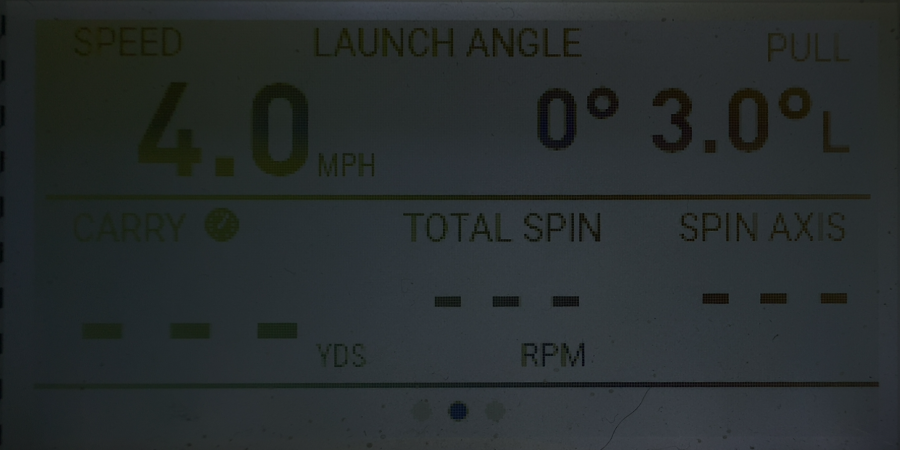 SPEED LAUNCH ANGLE PULL
4.0 MPH 0° 3.0° L
CARRY TOTAL SPIN SPIN AXIS
--- --- ---
YDS RPM